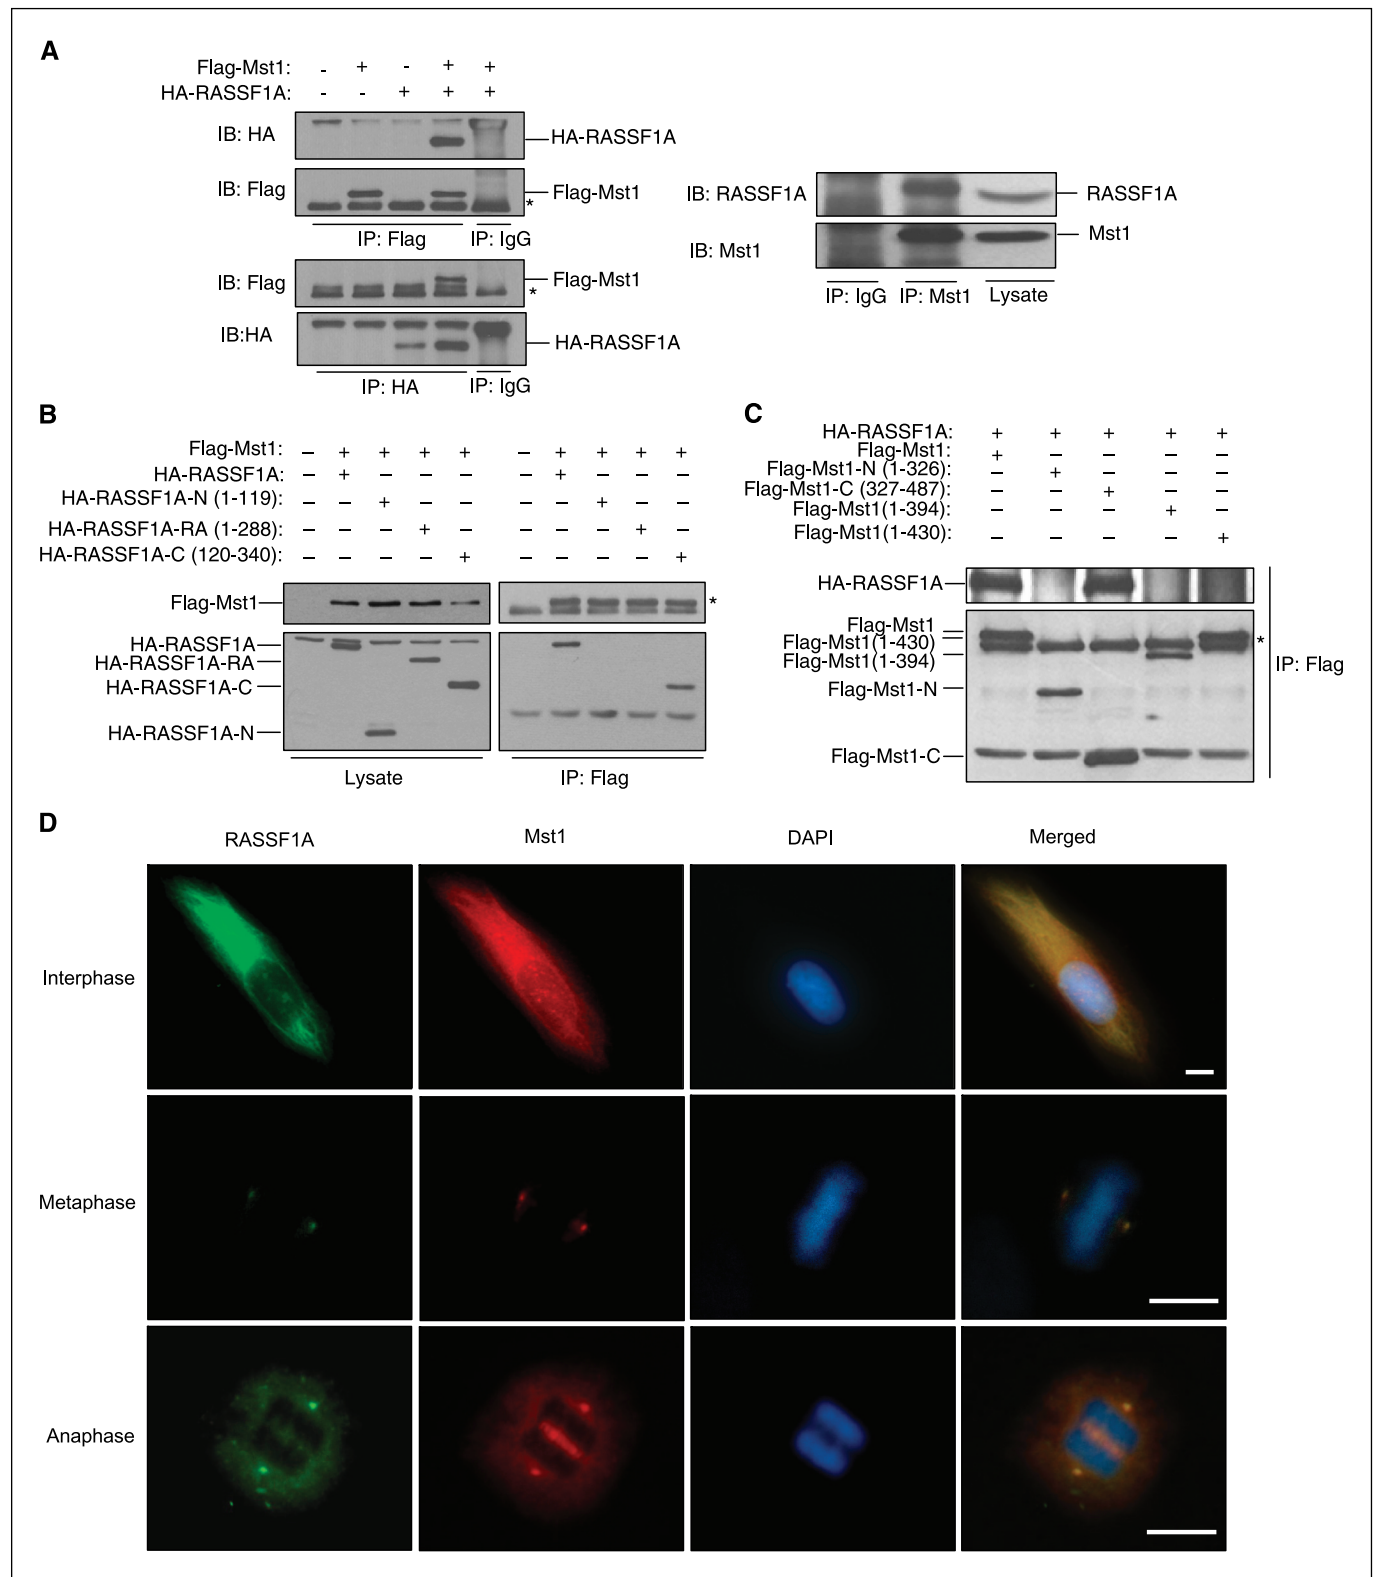 A
Flag-Mst1: - + - + +
HA-RASSF1A: - - + + +
IB: HA
HA-RASSF1A
IB: Flag
Flag-Mst1
*
IP: Flag IP: IgG
IB: Flag
Flag-Mst1
*
IB:HA
HA-RASSF1A
IP: HA IP: IgG
IB: RASSF1A
RASSF1A
IB: Mst1
Mst1
IP: IgG IP: Mst1 Lysate
B
Flag-Mst1: – + + + + – + + + +
HA-RASSF1A: – + – – – – + – – –
HA-RASSF1A-N (1-119): – – + – – – – + – –
HA-RASSF1A-RA (1-288): – – – + – – – – + –
HA-RASSF1A-C (120-340): – – – – + – – – – +
Flag-Mst1
*
HA-RASSF1A
HA-RASSF1A-RA
HA-RASSF1A-C
HA-RASSF1A-N
Lysate IP: Flag
C
HA-RASSF1A: + + + + +
Flag-Mst1: + – – – –
Flag-Mst1-N (1-326): – + – – –
Flag-Mst1-C (327-487): – – + – –
Flag-Mst1(1-394): – – – + –
Flag-Mst1(1-430): – – – – +
HA-RASSF1A
Flag-Mst1
Flag-Mst1(1-430)
*
Flag-Mst1(1-394)
IP: Flag
Flag-Mst1-N
Flag-Mst1-C
D
RASSF1A Mst1 DAPI Merged
Interphase
Metaphase
Anaphase